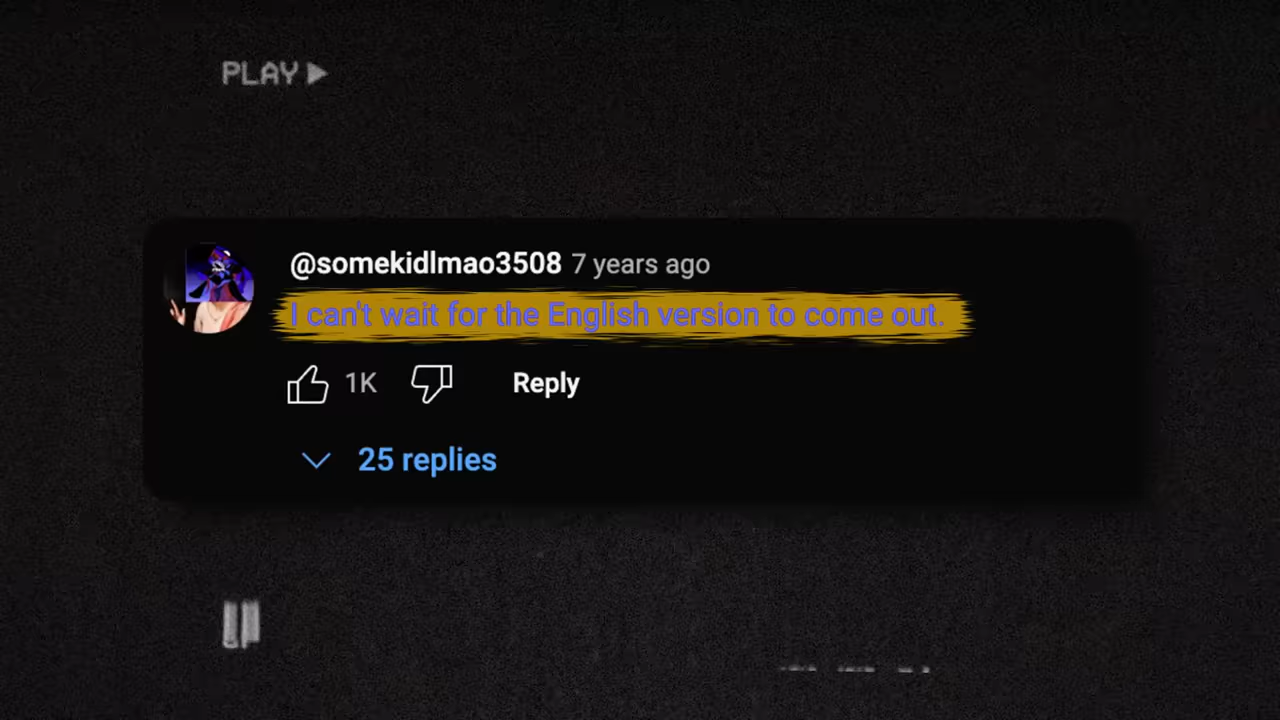 PLAY
@somekidlmao3508 7 years ago
I can't wait for the English version to come out.
1K Reply
25 replies